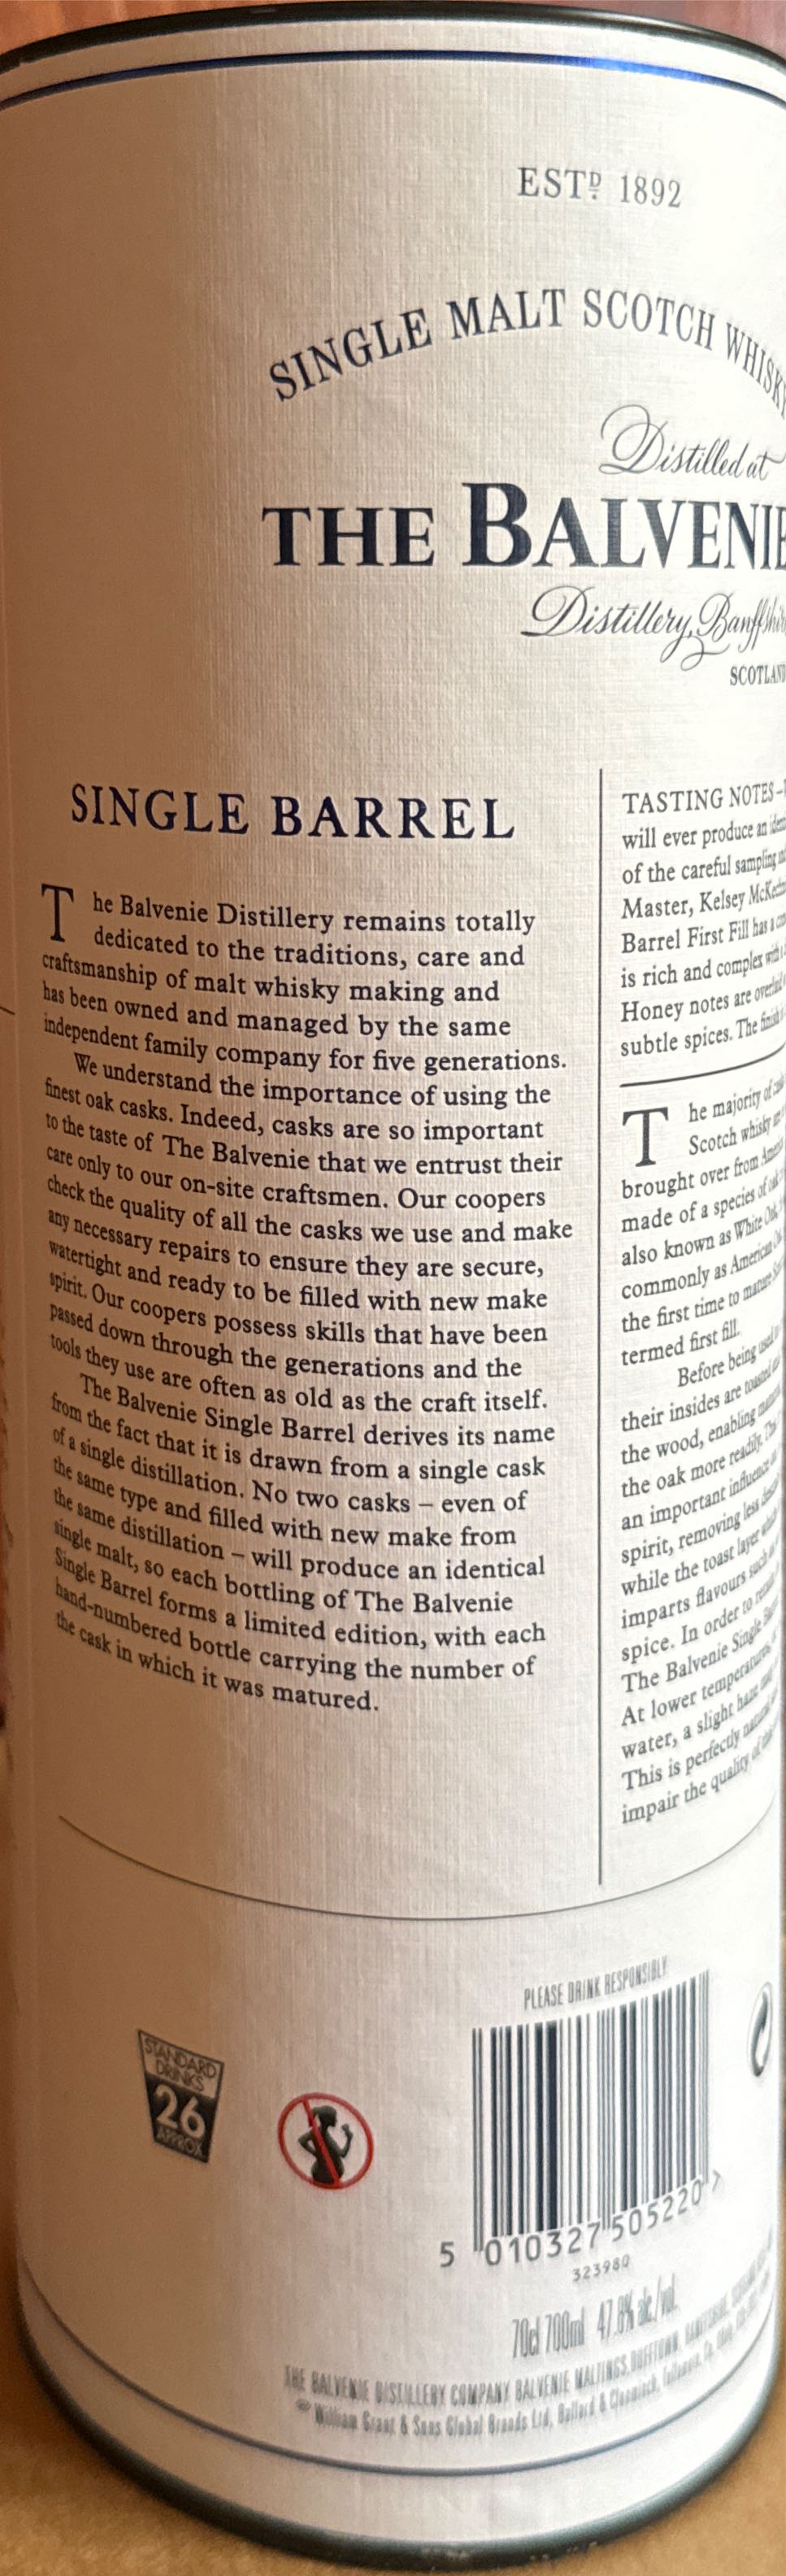 ESTD 1892
SINGLE MALT SCOTCH WHISKY
Distilled at
THE BALVENIE
Distillery, Banffshire
SCOTLAND
SINGLE BARREL
The Balvenie Distillery remains totally
dedicated to the traditions, care and
craftsmanship of malt whisky making and
has been owned and managed by the same
independent family company for five generations.
We understand the importance of using the
finest oak casks. Indeed, casks are so important
to the taste of The Balvenie that we entrust their
care only to our on-site craftsmen. Our coopers
check the quality of all the casks we use and make
any necessary repairs to ensure they are secure,
watertight and ready to be filled with new make
spirit. Our coopers possess skills that have been
passed down through the generations and the
tools they use are often as old as the craft itself.
The Balvenie Single Barrel derives its name
from the fact that it is drawn from a single cask
of a single distillation. No two casks – even of
the same type and filled with new make from
the same distillation – will produce an identical
single malt, so each bottling of The Balvenie
Single Barrel forms a limited edition, with each
hand-numbered bottle carrying the number of
the cask in which it was matured.
TASTING NOTES –
will ever produce an
of the careful sampling
Master, Kelsey
Barrel First Fill has a
is rich and complex with
Honey notes are
subtle spices. The finish
The majority of
Scotch whisky
brought over from
made of a species of
also known as White
commonly as American
the first time to mature
termed first fill.
Before being used
their insides are toasted
the wood, enabling
the oak more readily.
an important influence
spirit, removing less
while the toast layer
imparts flavours such
spice. In order to
The Balvenie Single
At lower temperatures,
water, a slight haze
This is perfectly natural
impair the quality of
PLEASE DRINK RESPONSIBLY
STANDARD
DRINKS
26
APPROX
5 010327 505220 >
323980
70cl 700ml 47.8% alc./vol.
THE BALVENIE DISTILLERY COMPANY BALVENIE MALTINGS, DUFFTOWN, BANFFSHIRE,
William Grant & Sons Global Brands Ltd,